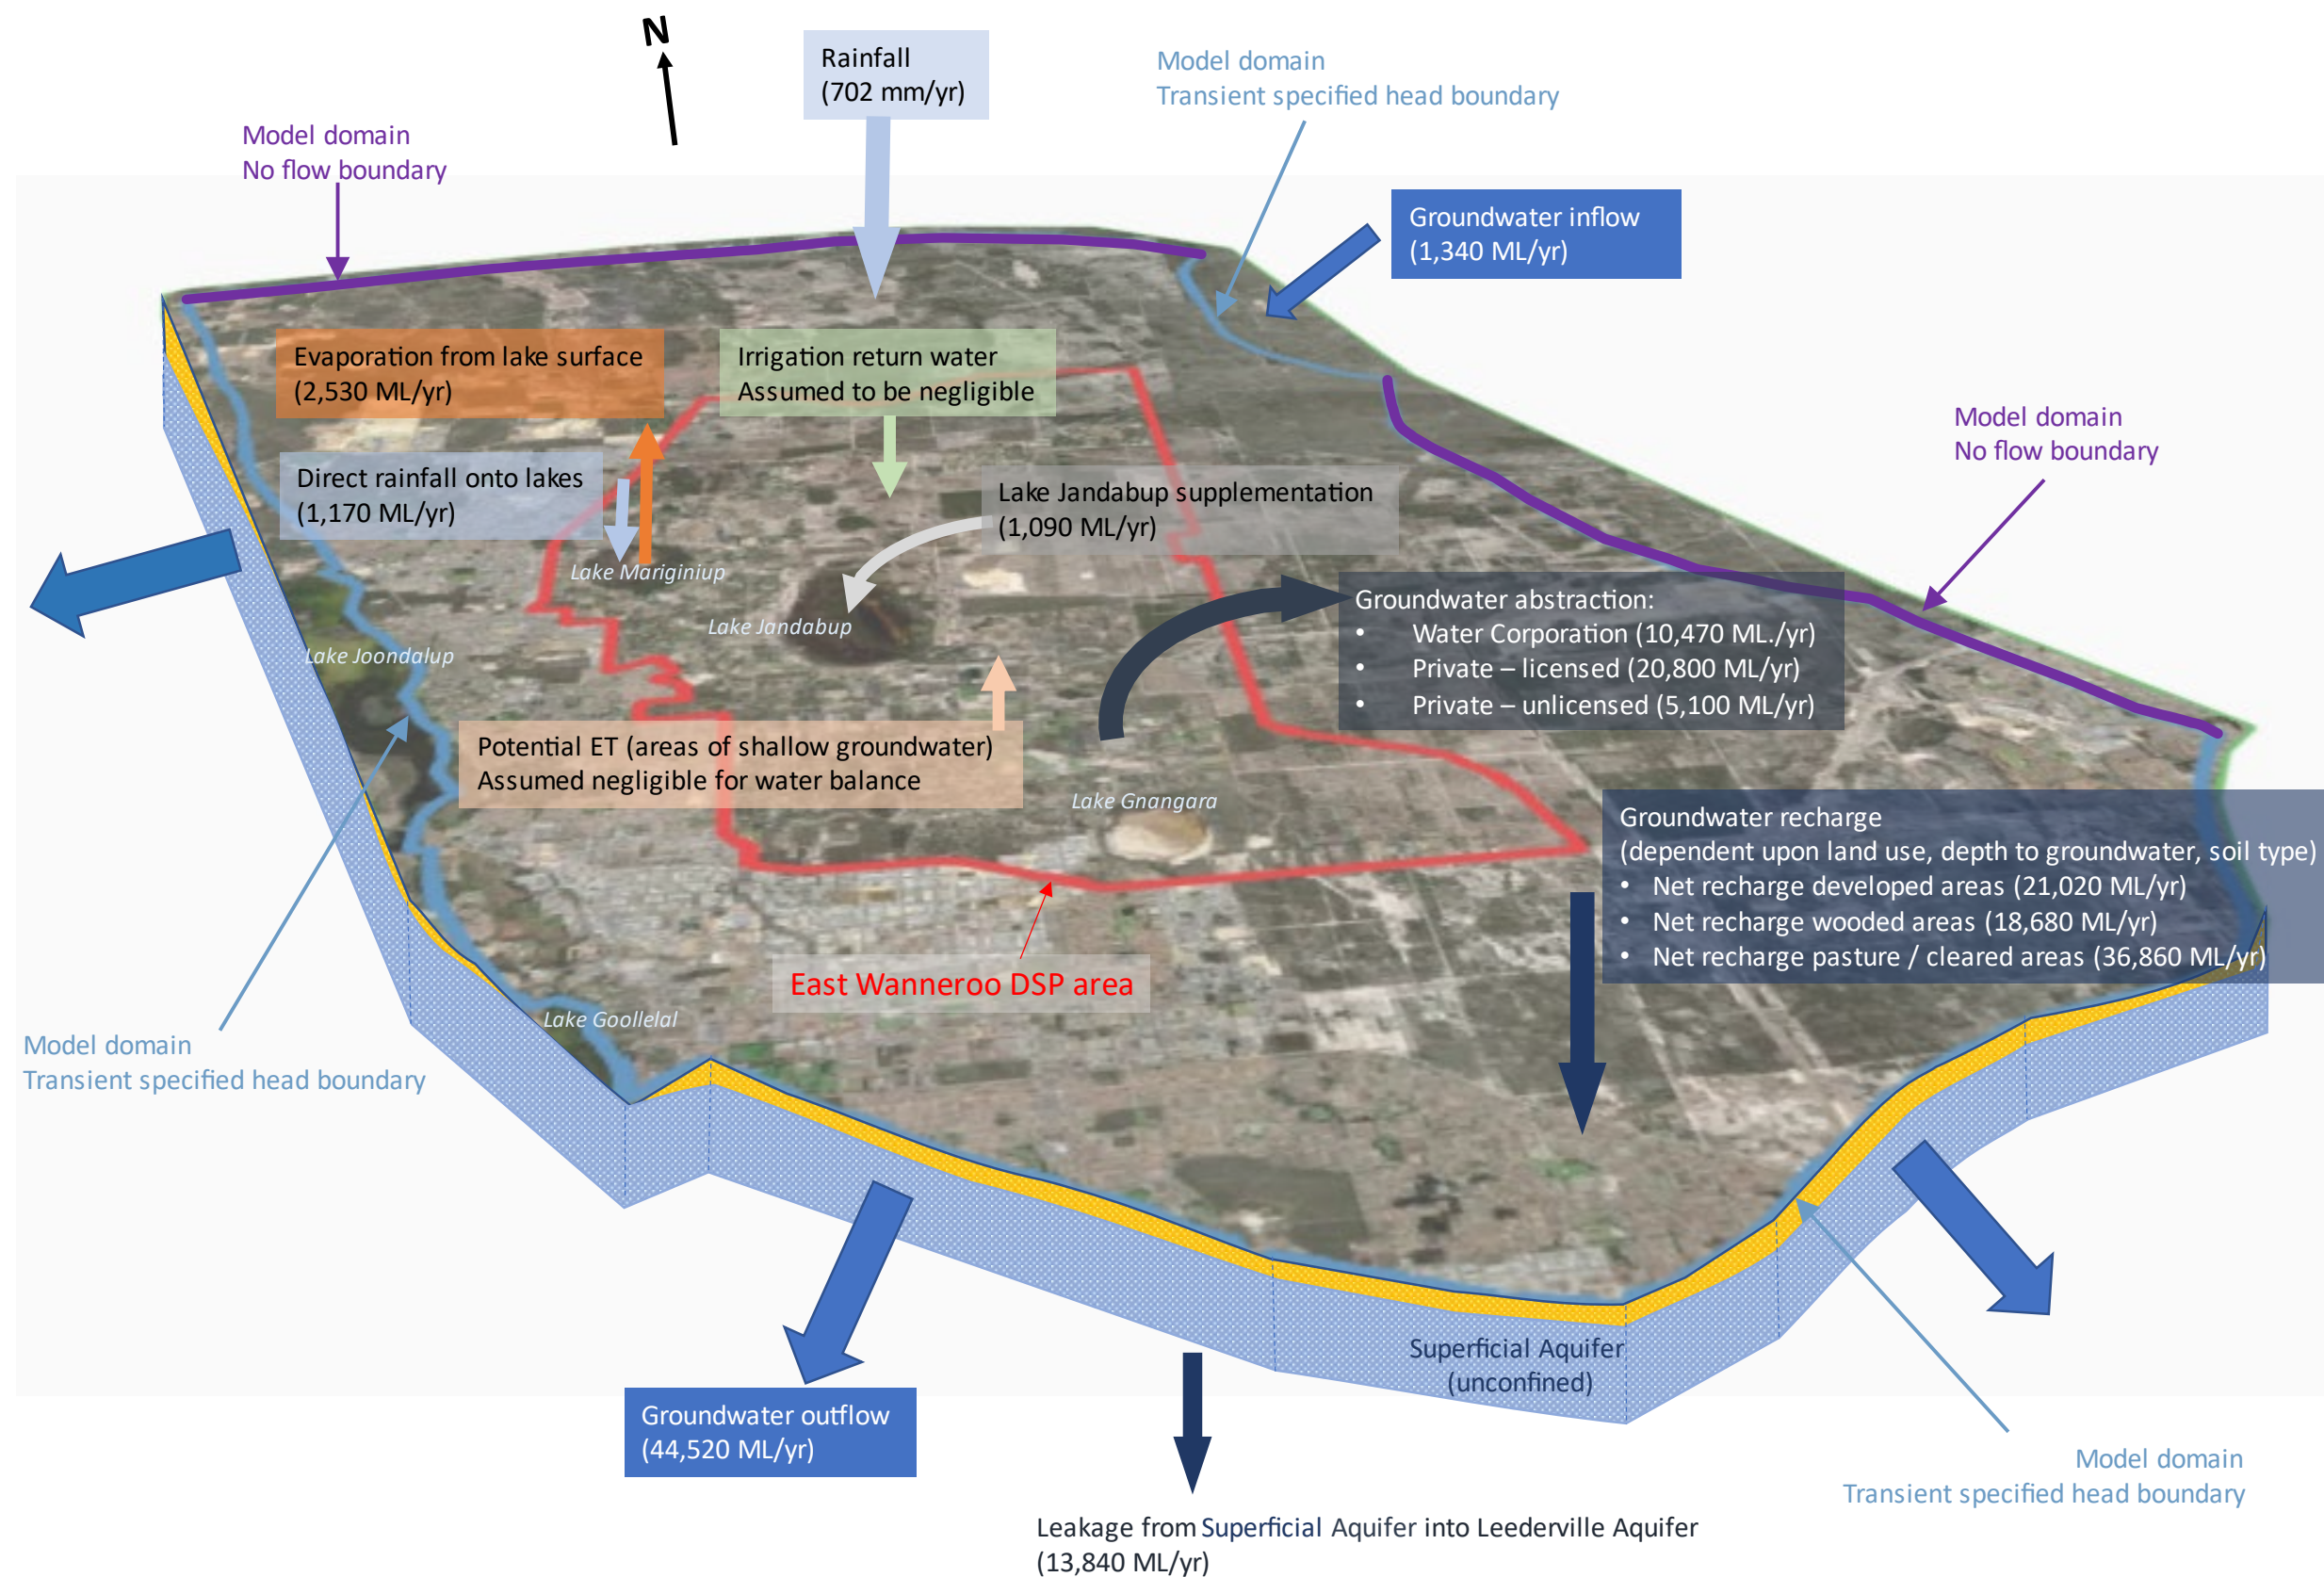 N
Rainfall
(702 mm/yr)
Model domain
Transient specified head boundary
Model domain
No flow boundary
Groundwater inflow
(1,340 ML/yr)
Evaporation from lake surface
(2,530 ML/yr)
Irrigation return water
Assumed to be negligible
Model domain
No flow boundary
Direct rainfall onto lakes
(1,170 ML/yr)
Lake Jandabup supplementation
(1,090 ML/yr)
Lake Mariginiup
Lake Jandabup
Lake Joondalup
Groundwater abstraction:
• Water Corporation (10,470 ML./yr)
• Private – licensed (20,800 ML/yr)
• Private – unlicensed (5,100 ML/yr)
Potential ET (areas of shallow groundwater)
Assumed negligible for water balance
Lake Gnangara
Groundwater recharge
(dependent upon land use, depth to groundwater, soil type)
• Net recharge developed areas (21,020 ML/yr)
• Net recharge wooded areas (18,680 ML/yr)
• Net recharge pasture / cleared areas (36,860 ML/yr)
East Wanneroo DSP area
Lake Goollelal
Model domain
Transient specified head boundary
Superficial Aquifer
(unconfined)
Groundwater outflow
(44,520 ML/yr)
Model domain
Transient specified head boundary
Leakage from Superficial Aquifer into Leederville Aquifer
(13,840 ML/yr)